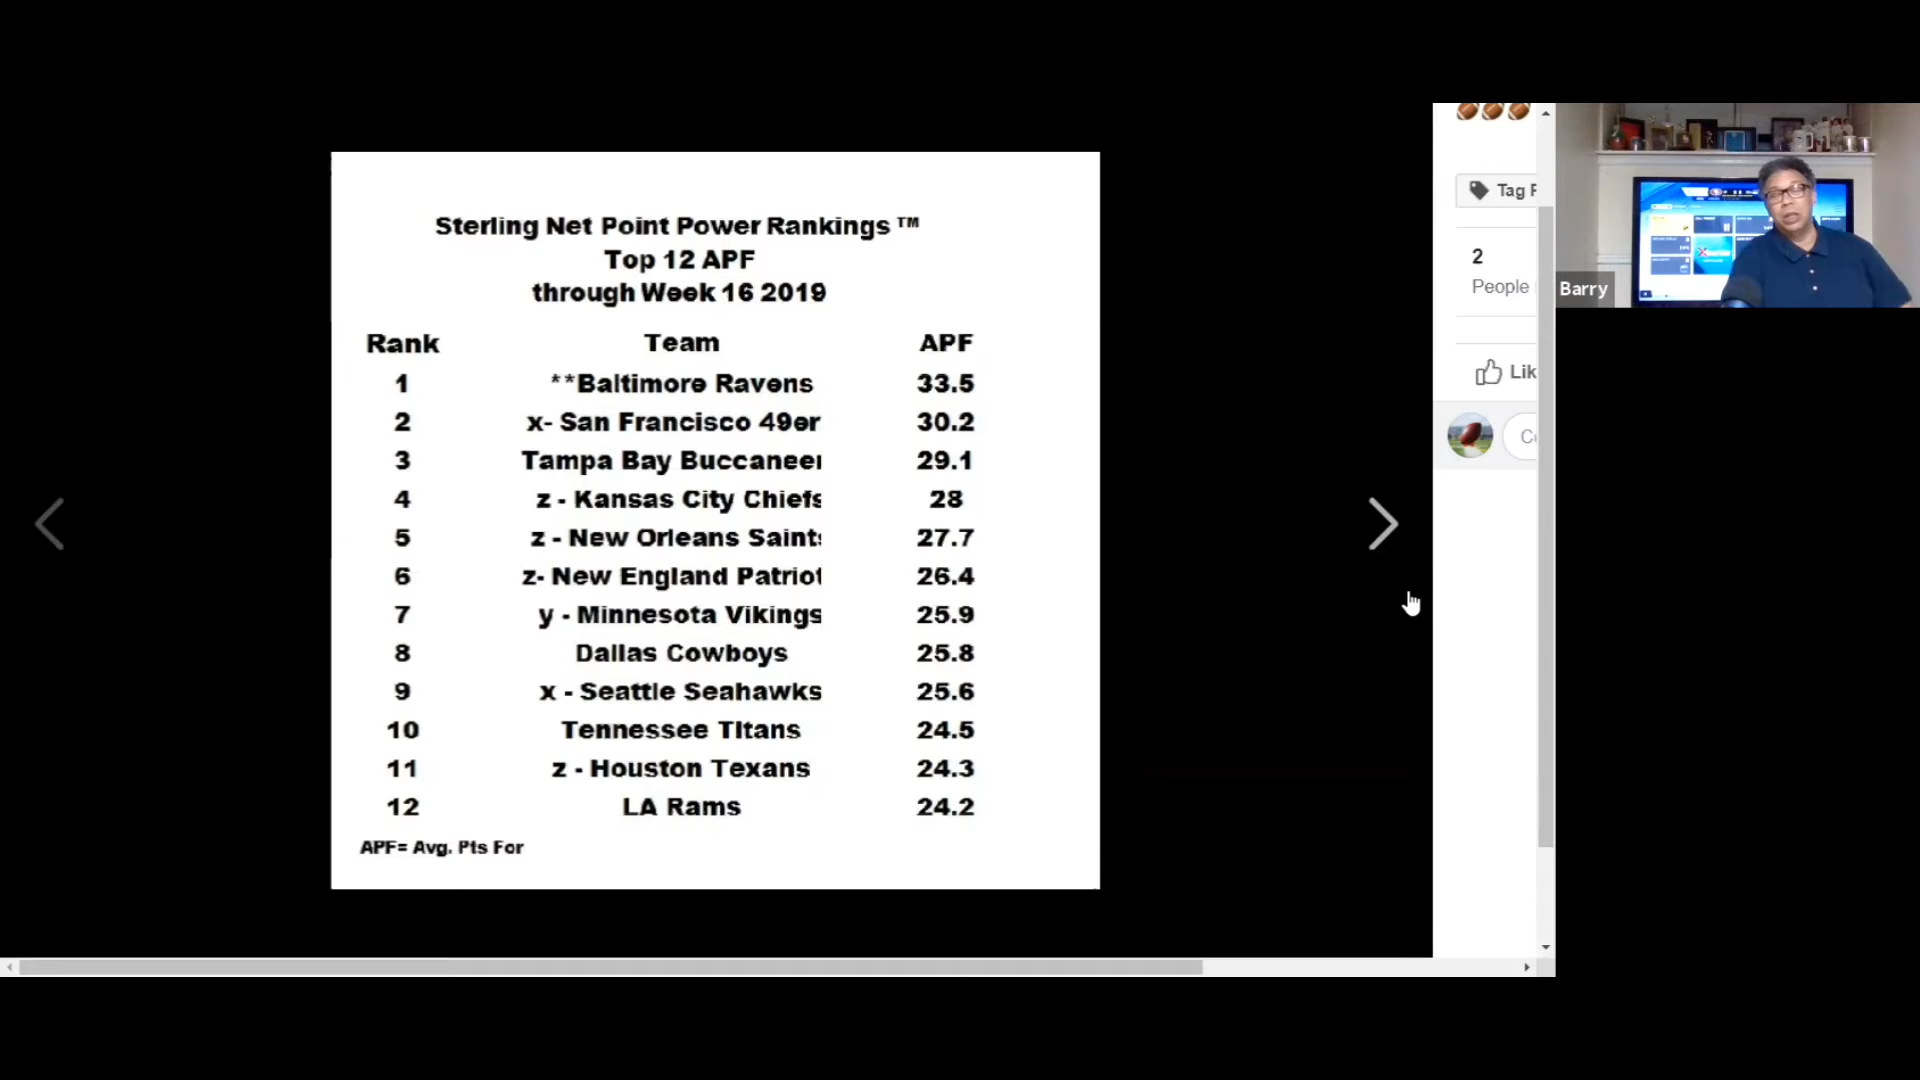 Sterling Net Point Power Rankings ™
Top 12 APF
through Week 16 2019
Rank Team APF
1 **Baltimore Ravens 33.5
2 x- San Francisco 49er 30.2
3 Tampa Bay Buccaneer 29.1
4 z - Kansas City Chiefs 28
5 z - New Orleans Saints 27.7
6 z- New England Patriot 26.4
7 y - Minnesota Vikings 25.9
8 Dallas Cowboys 25.8
9 x - Seattle Seahawks 25.6
10 Tennessee TItans 24.5
11 z - Houston Texans 24.3
12 LA Rams 24.2
APF= Avg. Pts For
Tag
2
People
Lik
Barry